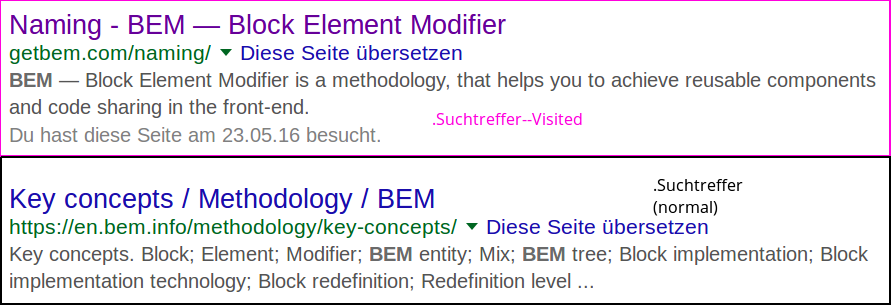 Naming - BEM — Block Element Modifier
getbem.com/naming/ ▼ Diese Seite übersetzen
BEM — Block Element Modifier is a methodology, that helps you to achieve reusable components
and code sharing in the front-end.
.Suchtreffer--Visited
Du hast diese Seite am 23.05.16 besucht.
.Suchtreffer
(normal)
Key concepts / Methodology / BEM
https://en.bem.info/methodology/key-concepts/ ▼ Diese Seite übersetzen
Key concepts. Block; Element; Modifier; BEM entity; Mix; BEM tree; Block implementation; Block
implementation technology; Block redefinition; Redefinition level ...